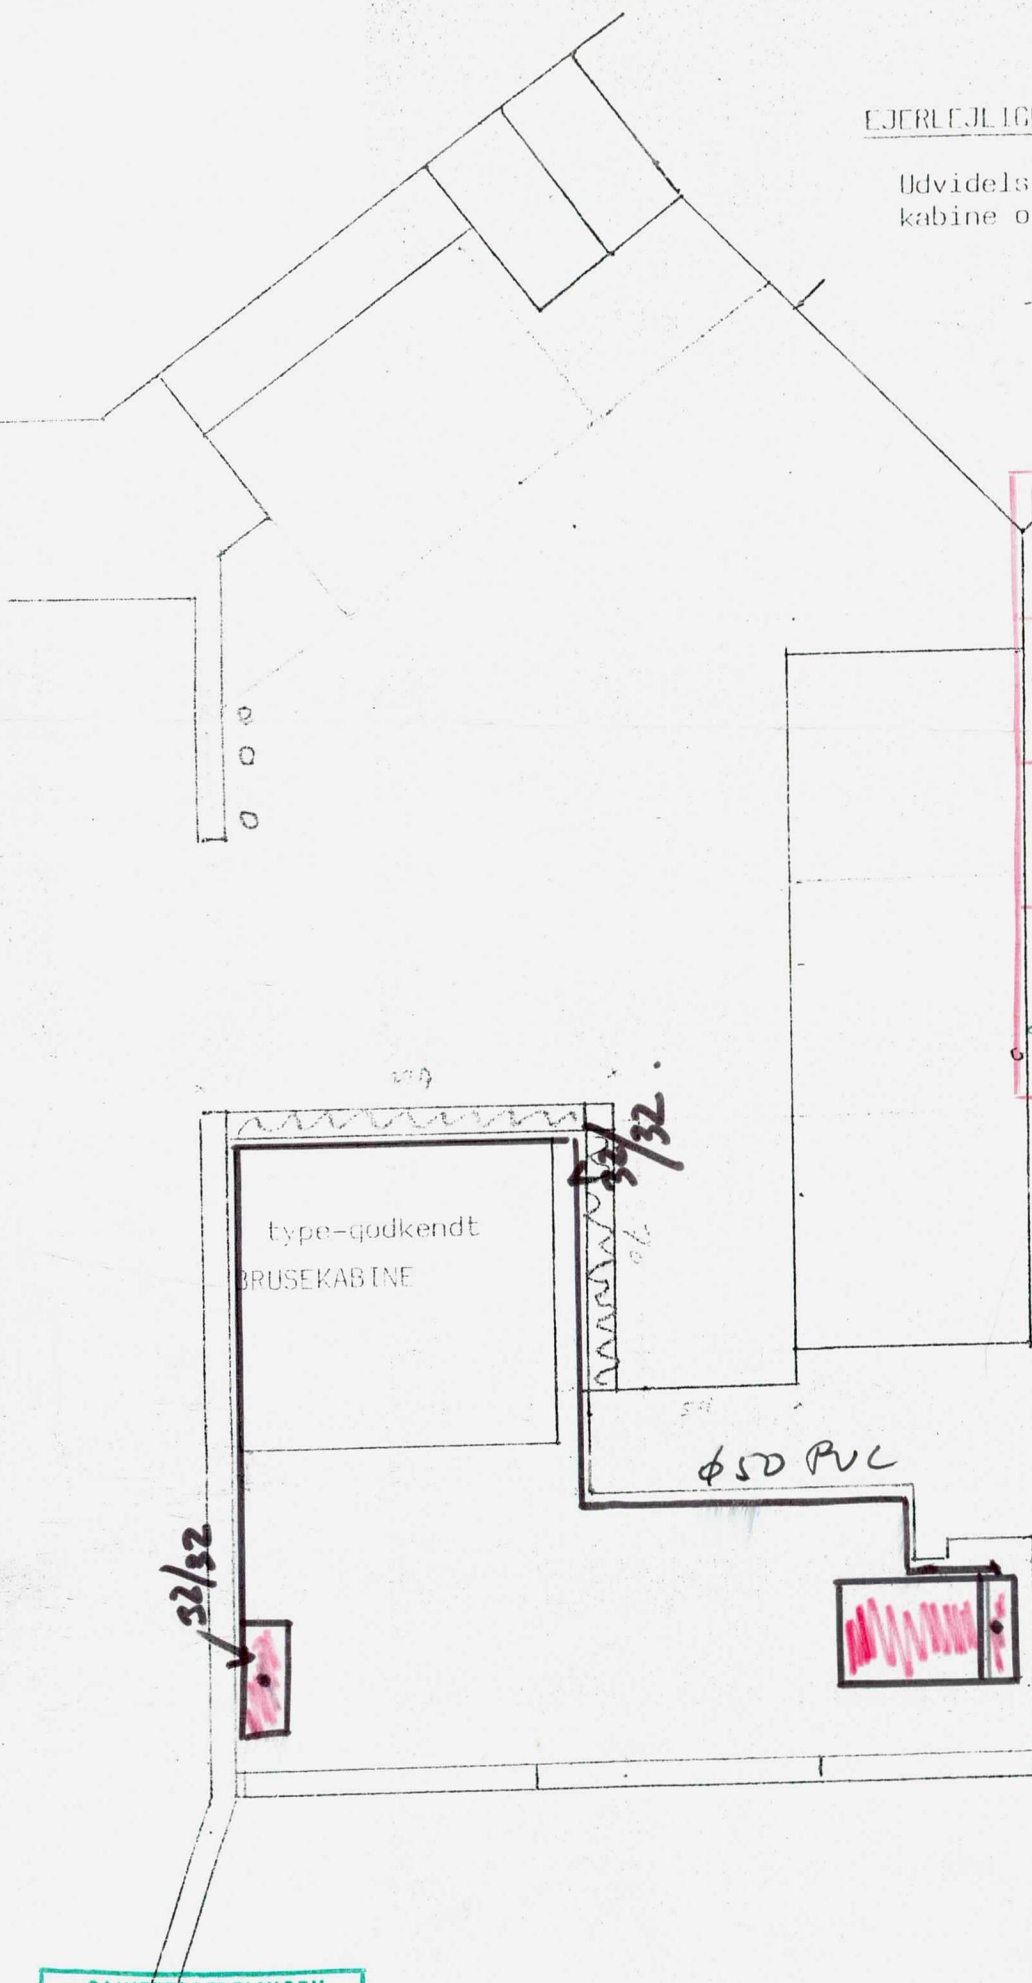 EJERLEJLIG
Udvidels
kabine o
32/32.
type-godkendt
BRUSEKABINE
ø50 PVC
32/32